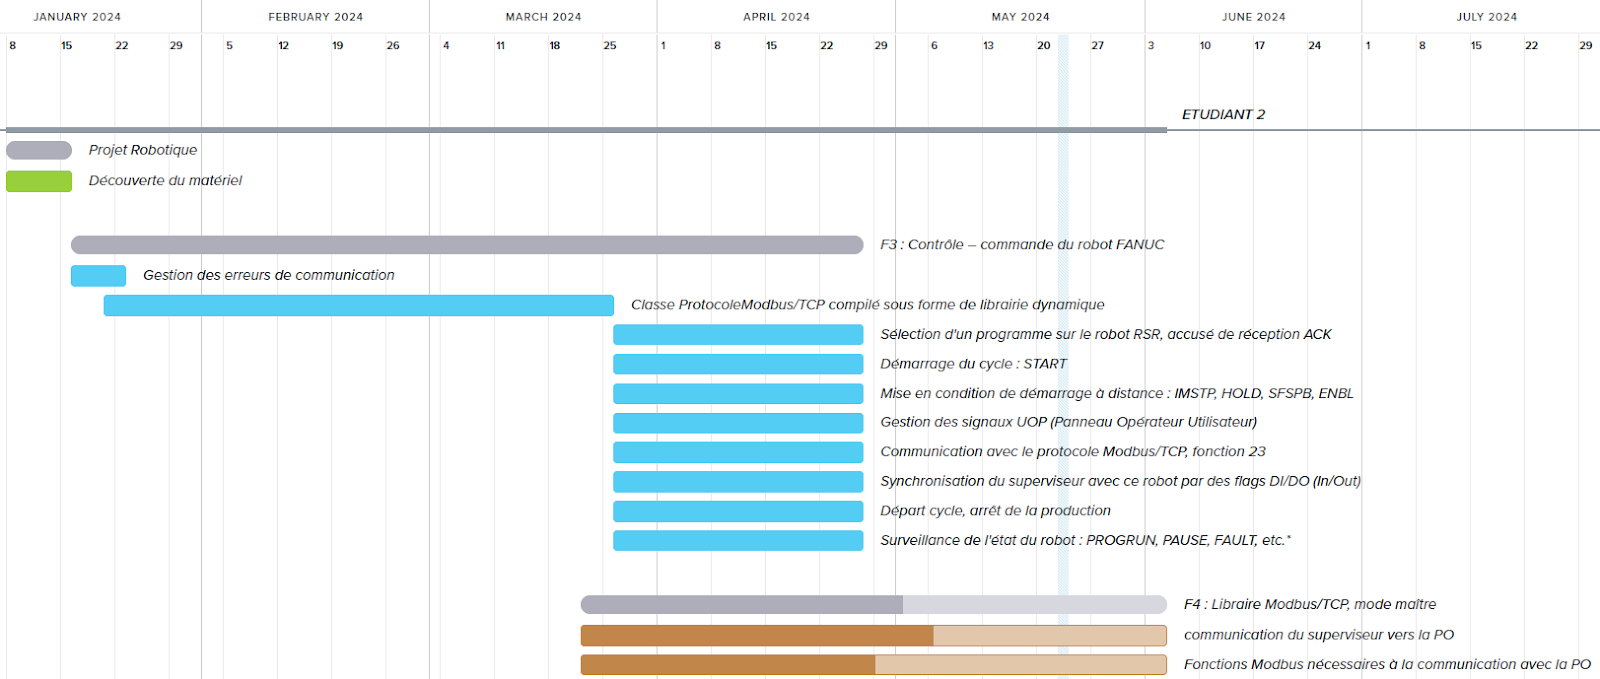 JANUARY 2024 FEBRUARY 2024 MARCH 2024 APRIL 2024 MAY 2024 JUNE 2024 JULY 2024
8 15 22 29 5 12 19 26 4 11 18 25 1 8 15 22 29 6 13 20 27 3 10 17 24 1 8 15 22 29
ETUDIANT 2
Projet Robotique
Découverte du matériel
F3 : Contrôle – commande du robot FANUC
Gestion des erreurs de communication
Classe ProtocoleModbus/TCP compilé sous forme de librairie dynamique
Sélection d'un programme sur le robot RSR, accusé de réception ACK
Démarrage du cycle : START
Mise en condition de démarrage à distance : IMSTP, HOLD, SFSPB, ENBL
Gestion des signaux UOP (Panneau Opérateur Utilisateur)
Communication avec le protocole Modbus/TCP, fonction 23
Synchronisation du superviseur avec ce robot par des flags DI/DO (In/Out)
Départ cycle, arrêt de la production
Surveillance de l'état du robot : PROGRUN, PAUSE, FAULT, etc.*
F4 : Libraire Modbus/TCP, mode maître
communication du superviseur vers la PO
Fonctions Modbus nécessaires à la communication avec la PO